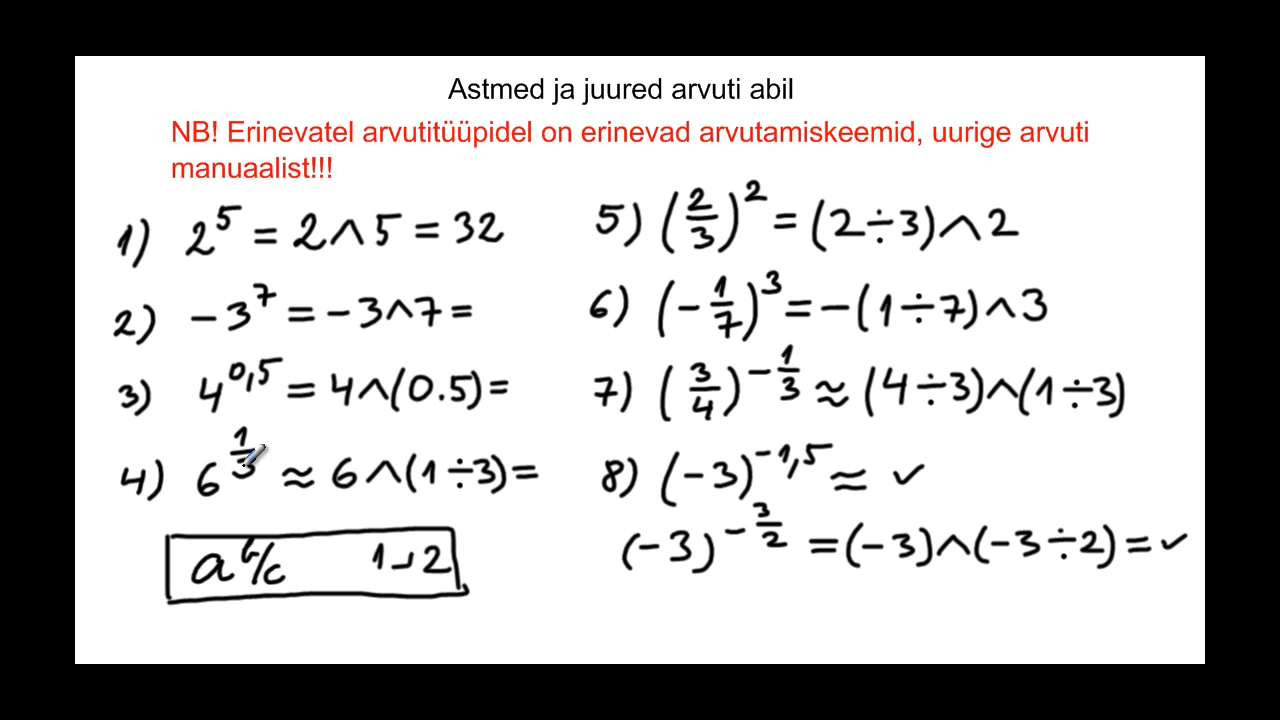 Astmed ja juured arvuti abil
NB! Erinevatel arvutitüüpidel on erinevad arvutamiskeemid, uurige arvuti
manuaalist!!!
1) 2^5 = 2∧5 = 32
2) -3^7 = -3∧7 =
3) 4^0,5 = 4∧(0.5) =
4) 6^(1/3) ≈ 6∧(1÷3) =
a b/c 1⌟2
5) (2/3)^2 = (2÷3)∧2
6) (-1/7)^3 = -(1÷7)∧3
7) (3/4)^(-1/3) ≈ (4÷3)∧(1÷3)
8) (-3)^(-1,5) ≈ ✓
(-3)^(-3/2) = (-3)∧(-3÷2) = ✓